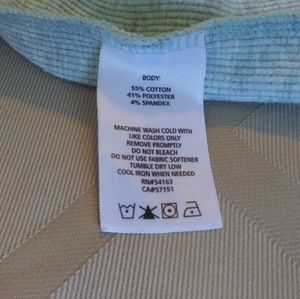 BODY:
55% COTTON
41% POLYESTER
4% SPANDEX
MACHINE WASH COLD WITH
LIKE COLORS ONLY
REMOVE PROMPTLY
DO NOT BLEACH
DO NOT USE FABRIC SOFTENER
TUMBLE DRY LOW
COOL IRON WHEN NEEDED
RN#54163
CA#57151